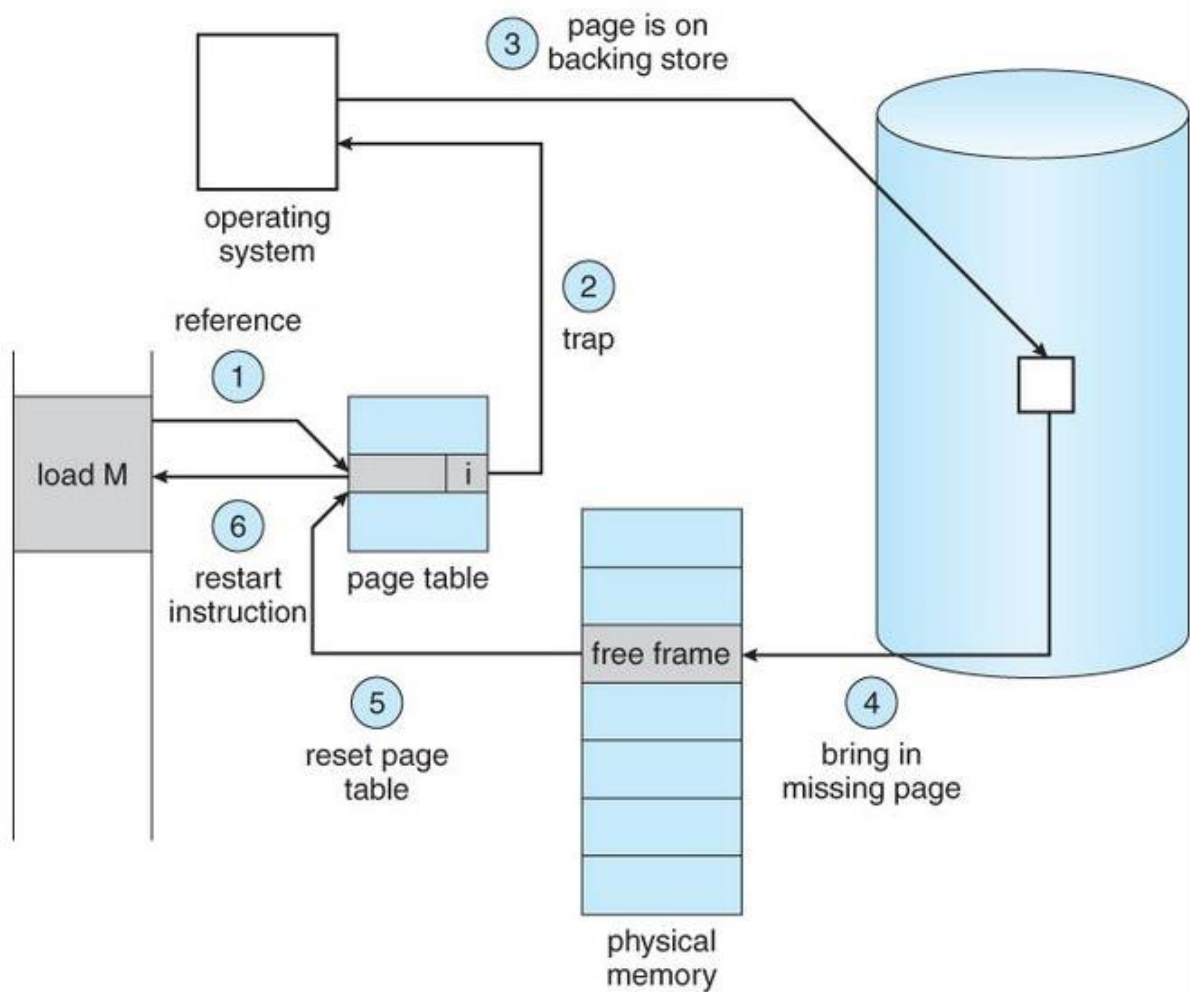 3
page is on
backing store
operating
system
2
trap
reference
1
load M
i
6
restart
instruction
page table
free frame
5
reset page
table
4
bring in
missing page
physical
memory